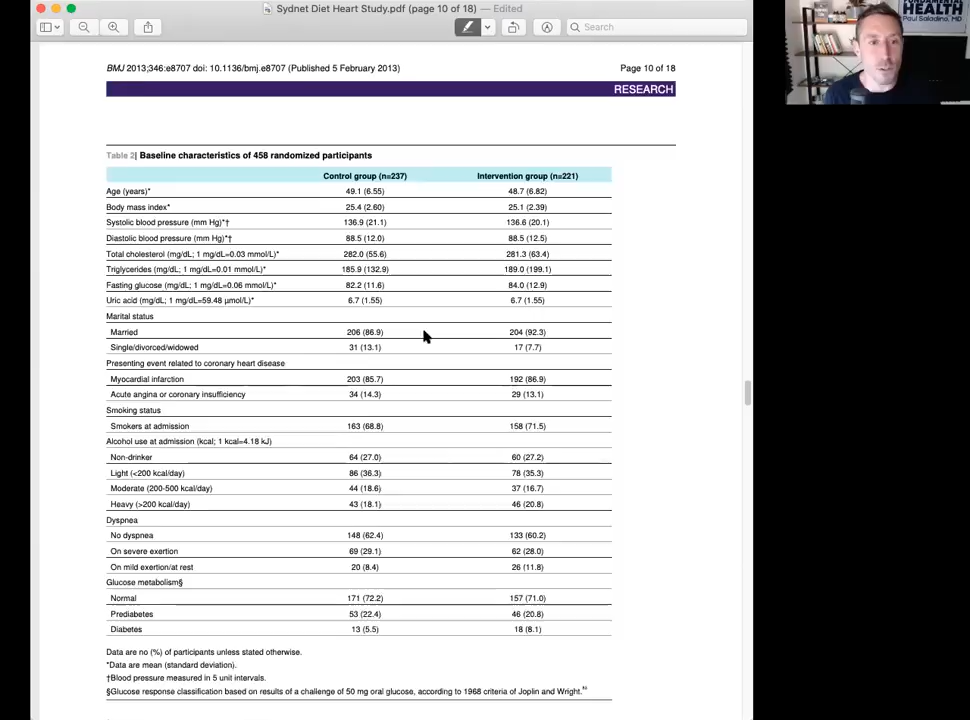 Sydnet Diet Heart Study.pdf (page 10 of 18) — Edited
Search
HEALTH
Paul Saladino, MD
BMJ 2013;346:e8707 doi: 10.1136/bmj.e8707 (Published 5 February 2013) Page 10 of 18
RESEARCH
Table 2| Baseline characteristics of 458 randomized participants
Control group (n=237) Intervention group (n=221)
Age (years)* 49.1 (6.55) 48.7 (6.82)
Body mass index* 25.4 (2.60) 25.1 (2.39)
Systolic blood pressure (mm Hg)*† 136.9 (21.1) 136.6 (20.1)
Diastolic blood pressure (mm Hg)*† 88.5 (12.0) 88.5 (12.5)
Total cholesterol (mg/dL; 1 mg/dL=0.03 mmol/L)* 282.0 (55.6) 281.3 (63.4)
Triglycerides (mg/dL; 1 mg/dL=0.01 mmol/L)* 185.9 (132.9) 189.0 (199.1)
Fasting glucose (mg/dL; 1 mg/dL=0.06 mmol/L)* 82.2 (11.6) 84.0 (12.9)
Uric acid (mg/dL; 1 mg/dL=59.48 µmol/L)* 6.7 (1.55) 6.7 (1.55)
Marital status
Married 206 (86.9) 204 (92.3)
Single/divorced/widowed 31 (13.1) 17 (7.7)
Presenting event related to coronary heart disease
Myocardial infarction 203 (85.7) 192 (86.9)
Acute angina or coronary insufficiency 34 (14.3) 29 (13.1)
Smoking status
Smokers at admission 163 (68.8) 158 (71.5)
Alcohol use at admission (kcal; 1 kcal=4.18 kJ)
Non-drinker 64 (27.0) 60 (27.2)
Light (<200 kcal/day) 86 (36.3) 78 (35.3)
Moderate (200-500 kcal/day) 44 (18.6) 37 (16.7)
Heavy (>200 kcal/day) 43 (18.1) 46 (20.8)
Dyspnea
No dyspnea 148 (62.4) 133 (60.2)
On severe exertion 69 (29.1) 62 (28.0)
On mild exertion/at rest 20 (8.4) 26 (11.8)
Glucose metabolism§
Normal 171 (72.2) 157 (71.0)
Prediabetes 53 (22.4) 46 (20.8)
Diabetes 13 (5.5) 18 (8.1)
Data are no (%) of participants unless stated otherwise.
*Data are mean (standard deviation).
†Blood pressure measured in 5 unit intervals.
§Glucose response classification based on results of a challenge of 50 mg oral glucose, according to 1968 criteria of Joplin and Wright.